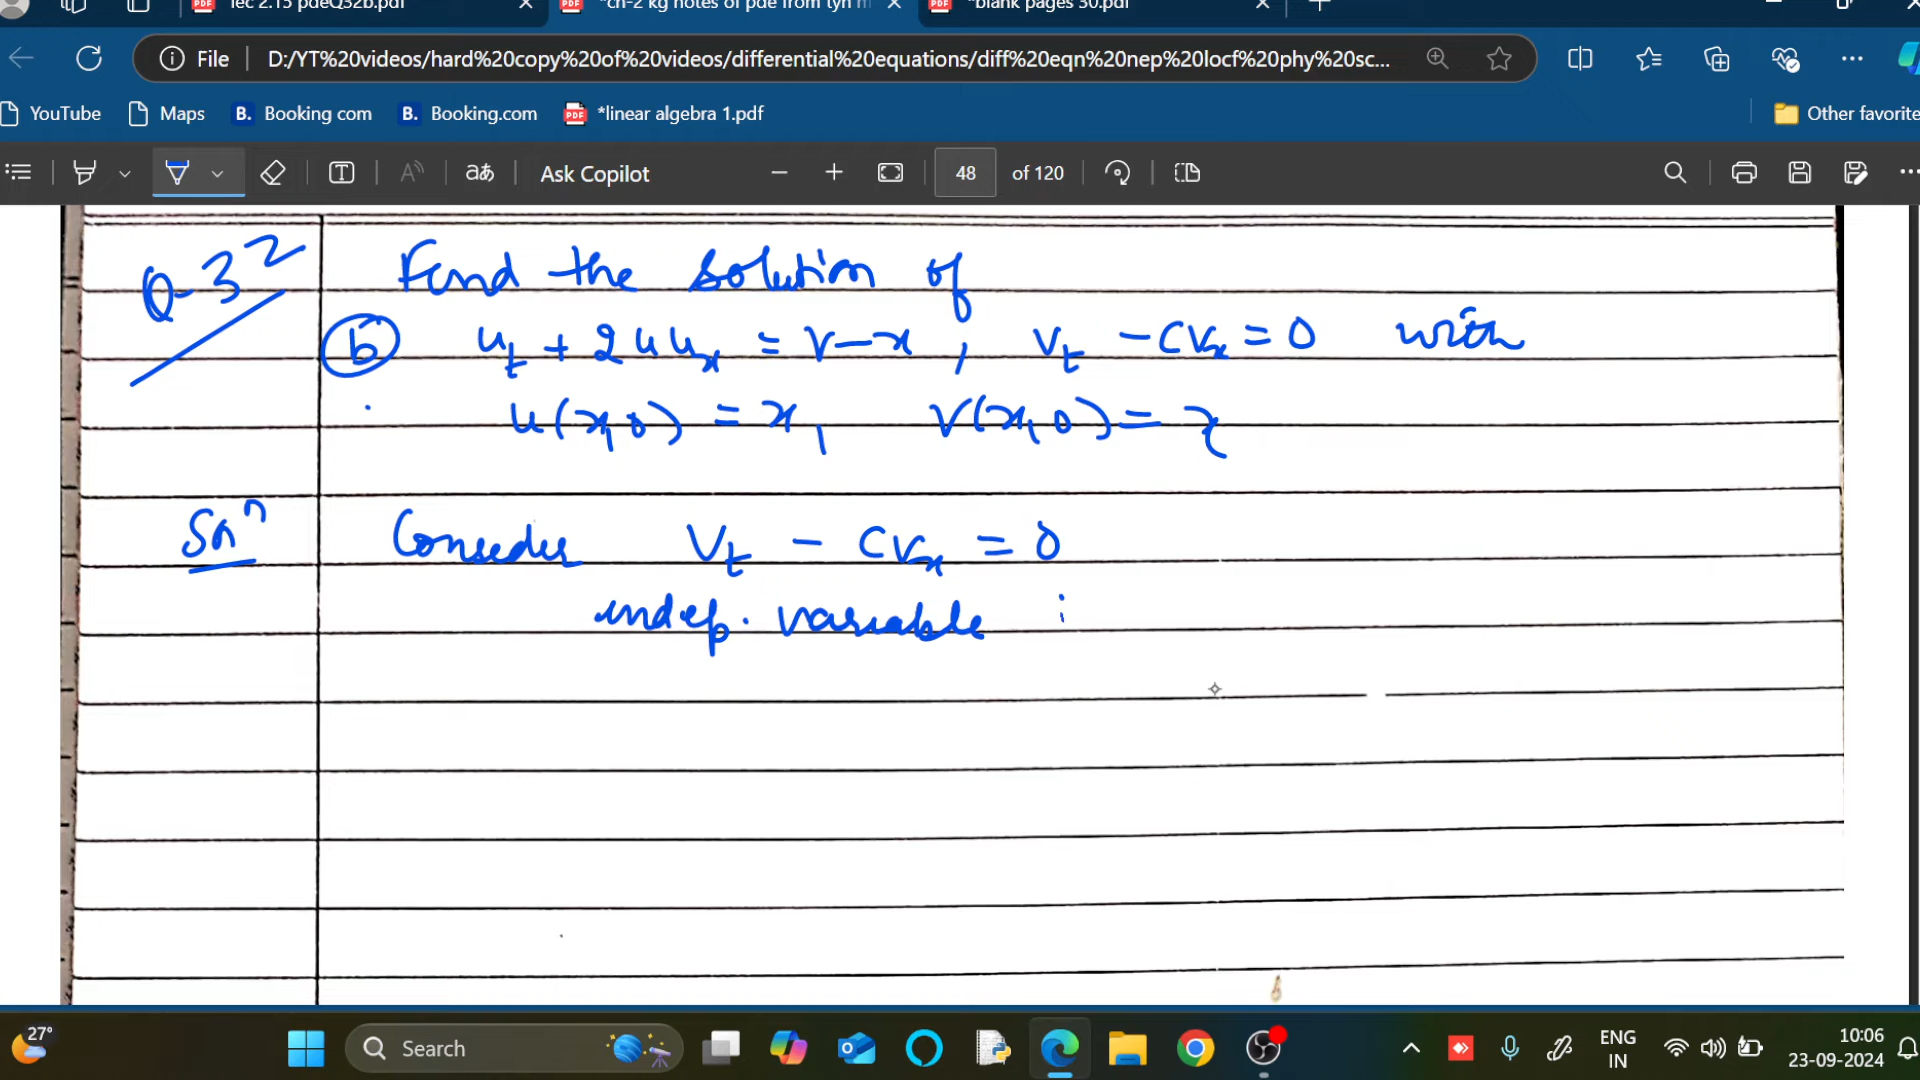 lec 2.15 pdeQ32b.pdf
*ch-2 kg notes of pde from tyn m
*blank pages 30.pdf
File
D:/YT%20videos/hard%20copy%20of%20videos/differential%20equations/diff%20eqn%20nep%20locf%20phy%20sc...
YouTube
Maps
B. Booking.com
B. Booking.com
PDF *linear algebra 1.pdf
Other favorite
Ask Copilot
48 of 120
Q-32 Find the solution of
(b) u_t + 2uu_x = v-x, v_t - cv_x = 0 with
u(x,0) = x, v(x,0) = x
Solⁿ Consider v_t - cv_x = 0
indep. variable :
27°
Search
ENG
IN
10:06
23-09-2024